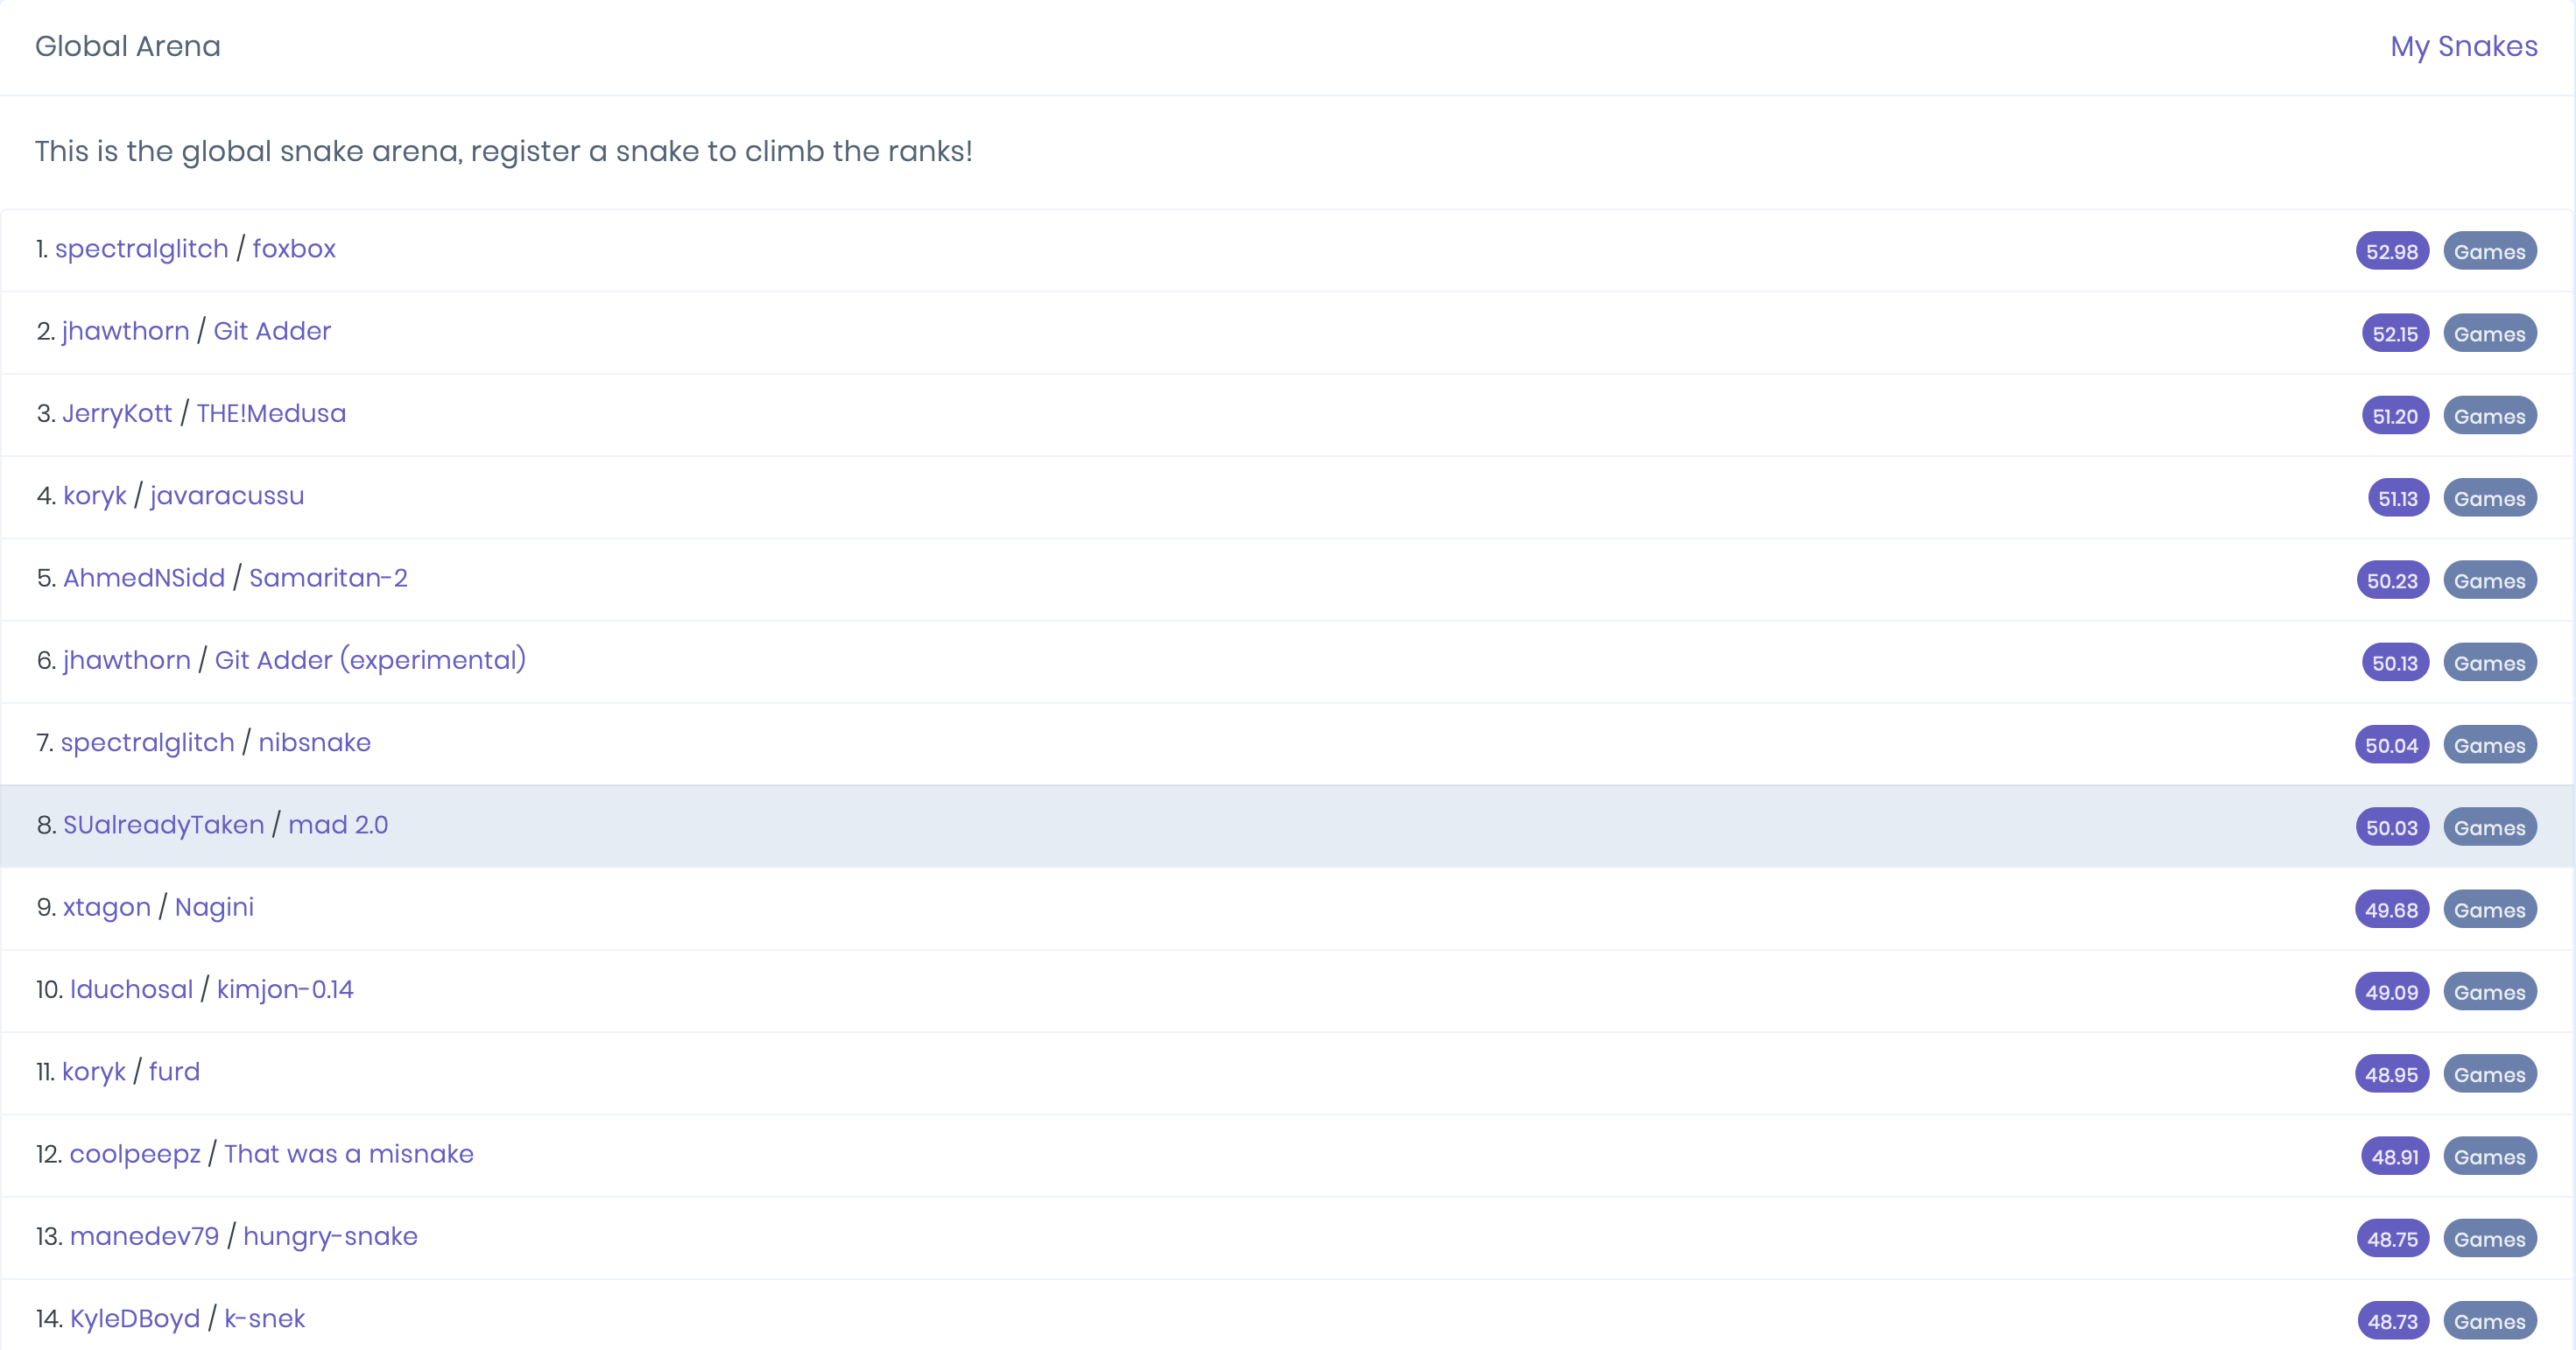 Global Arena My Snakes
This is the global snake arena, register a snake to climb the ranks!
1. spectralglitch / foxbox 52.98 Games
2. jhawthorn / Git Adder 52.15 Games
3. JerryKott / THE!Medusa 51.20 Games
4. koryk / javaracussu 51.13 Games
5. AhmedNSidd / Samaritan-2 50.23 Games
6. jhawthorn / Git Adder (experimental) 50.13 Games
7. spectralglitch / nibsnake 50.04 Games
8. SUalreadyTaken / mad 2.0 50.03 Games
9. xtagon / Nagini 49.68 Games
10. lduchosal / kimjon-0.14 49.09 Games
11. koryk / furd 48.95 Games
12. coolpeepz / That was a misnake 48.91 Games
13. manedev79 / hungry-snake 48.75 Games
14. KyleDBoyd / k-snek 48.73 Games